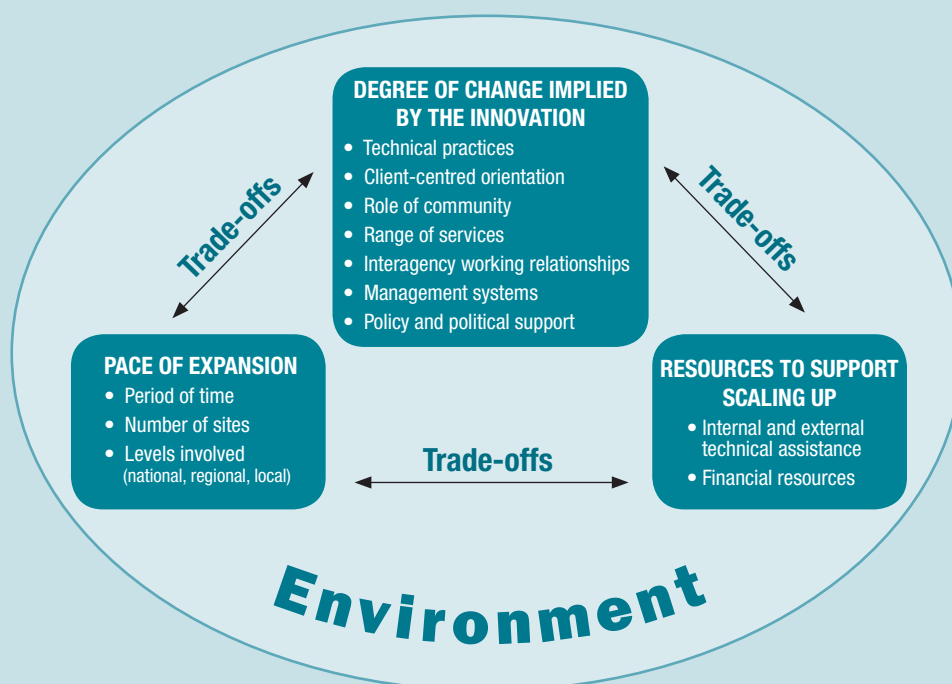 DEGREE OF CHANGE IMPLIED
BY THE INNOVATION
• Technical practices
• Client-centred orientation
• Role of community
• Range of services
• Interagency working relationships
• Management systems
• Policy and political support
Trade-offs
Trade-offs
PACE OF EXPANSION
• Period of time
• Number of sites
• Levels involved
(national, regional, local)
Trade-offs
RESOURCES TO SUPPORT
SCALING UP
• Internal and external
technical assistance
• Financial resources
Environment